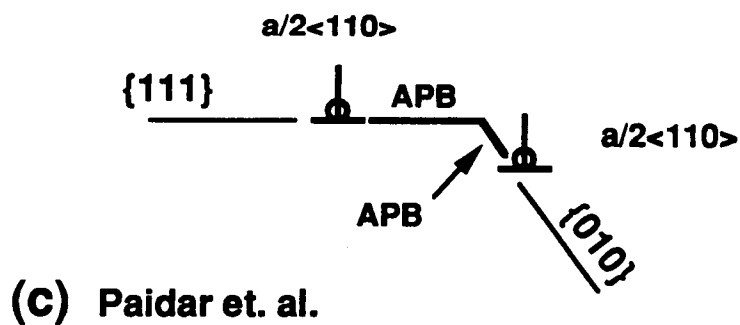 a/2<110>
{111}
APB
a/2<110>
APB
{010}
(c) Paidar et. al.